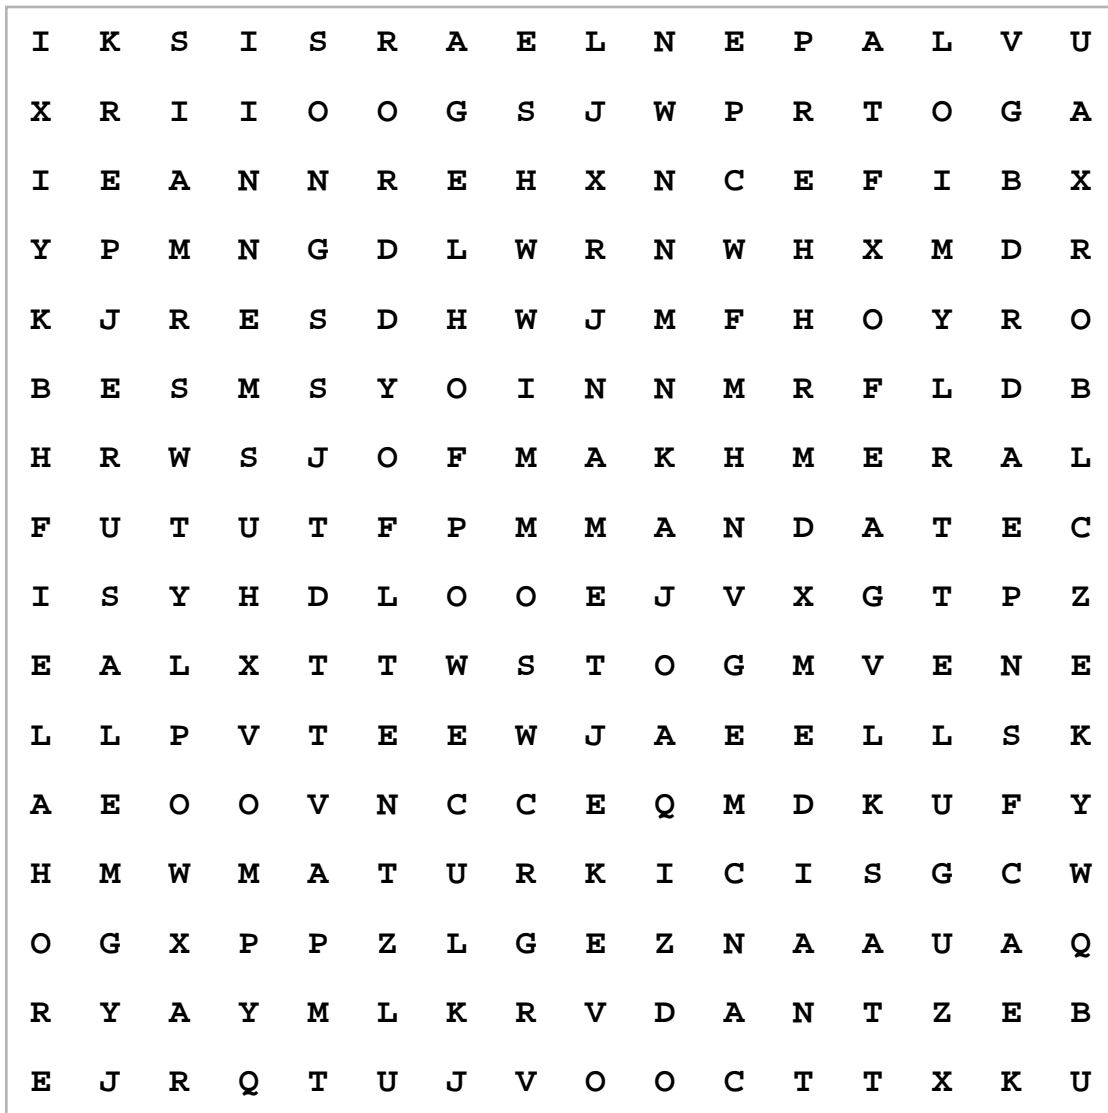 I K S I S R A E L N E P A L V U
X R I I O O G S J W P R T O G A
I E A N N R E H X N C E F I B X
Y P M N G D L W R N W H X M D R
K J R E S D H W J M F H O Y R O
B E S M S Y O I N N M R F L D B
H R W S J O F M A K H M E R A L
F U T U T F P M M A N D A T E C
I S Y H D L O O E J V X G T P Z
E A L X T T W S T O G M V E N E
L L P V T E E W J A E E L L S K
A E O O V N C C E Q M D K U F Y
H M W M A T U R K I C I S G C W
O G X P P Z L G E Z N A A U A Q
R Y A Y M L K R V D A N T Z E B
E J R Q T U J V O O C T T X K U